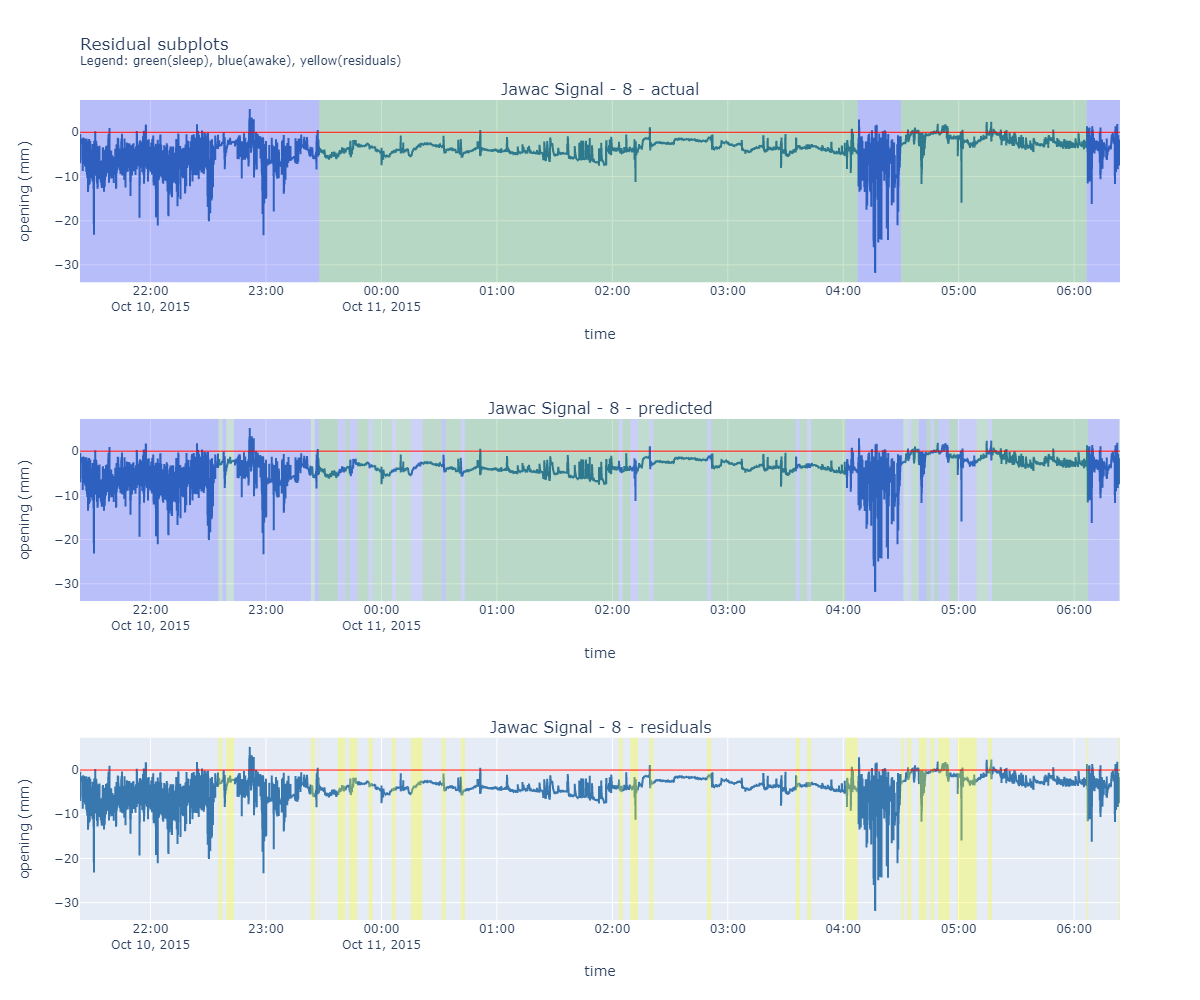 Residual subplots
Legend: green(sleep), blue(awake), yellow(residuals)
Jawac Signal - 8 - actual
opening (mm)
0
−10
−20
−30
22:00 23:00 00:00 01:00 02:00 03:00 04:00 05:00 06:00
Oct 10, 2015 Oct 11, 2015
time
Jawac Signal - 8 - predicted
opening (mm)
0
−10
−20
−30
22:00 23:00 00:00 01:00 02:00 03:00 04:00 05:00 06:00
Oct 10, 2015 Oct 11, 2015
time
Jawac Signal - 8 - residuals
opening (mm)
0
−10
−20
−30
22:00 23:00 00:00 01:00 02:00 03:00 04:00 05:00 06:00
Oct 10, 2015 Oct 11, 2015
time